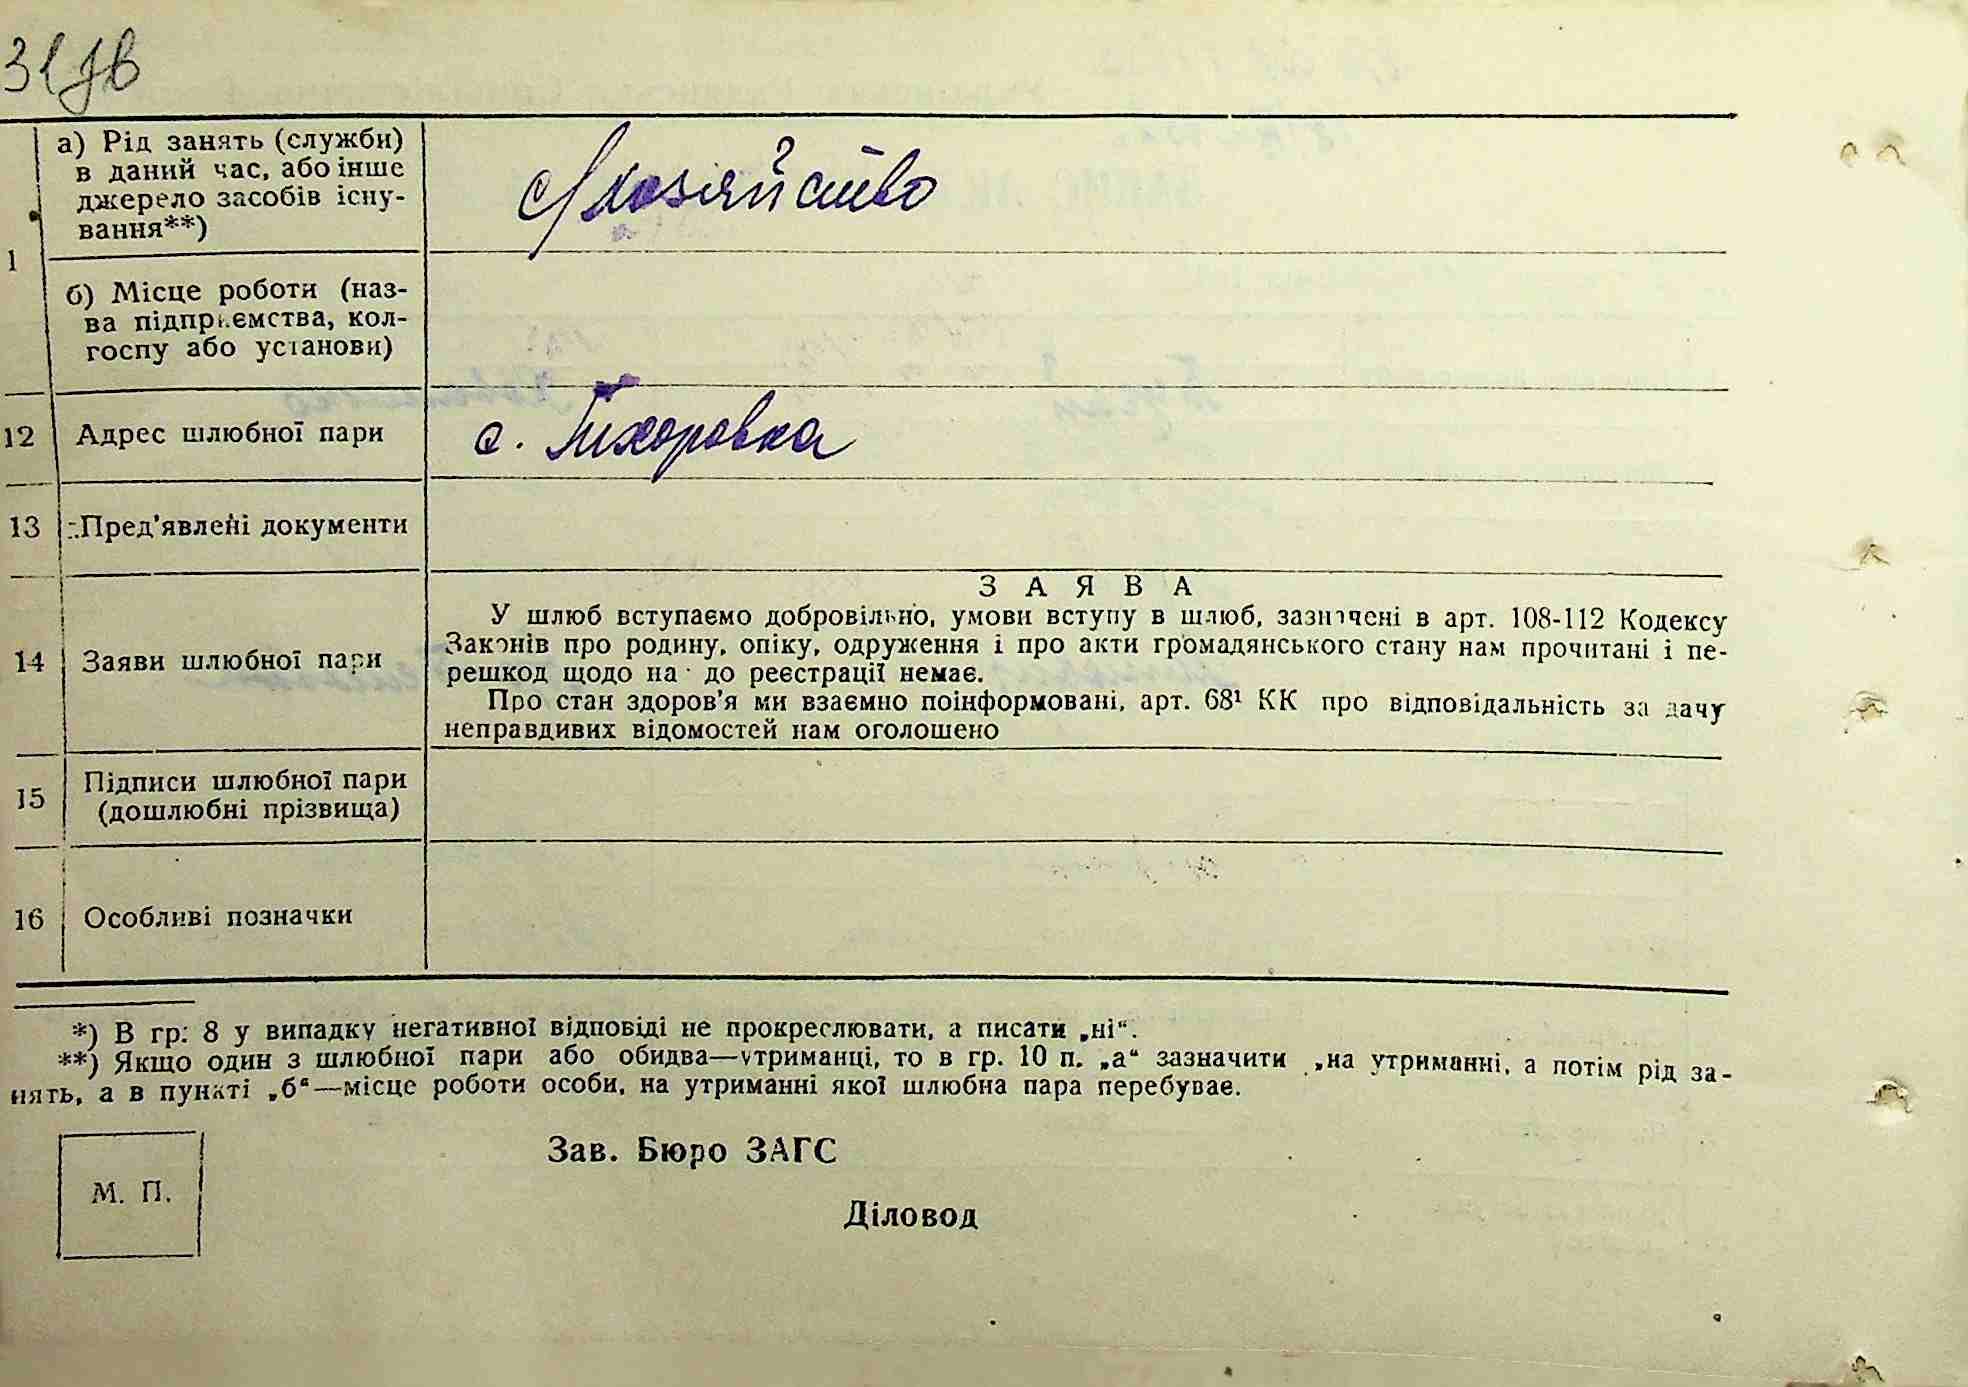 31 зв
а) Рід занять (служби)
в даний час, або інше
джерело засобів існу-
вання**)
С/хозяйство
1
б) Місце роботи (наз-
ва підприємства, кол-
госпу або установи)
12 Адрес шлюбної пари с. Тихоровка
13 Пред'явлені документи
З А Я В А
У шлюб вступаємо добровільно, умови вступу в шлюб, зазначені в арт. 108-112 Кодексу
Законів про родину, опіку, одруження і про акти громадянського стану нам прочитані і пе-
14 Заяви шлюбної пари
решкод щодо на до реєстрації немає.
Про стан здоров'я ми взаємно поінформовані, арт. 68¹ КК про відповідальність за дачу
неправдивих відомостей нам оголошено
15 Підписи шлюбної пари
(дошлюбні прізвища)
16 Особливі позначки
*) В гр: 8 у випадку негативної відповіді не прокреслювати, а писати „ні“.
**) Якщо один з шлюбної пари або обидва—утриманці, то в гр. 10 п. „а“ зазначити „на утриманні, а потім рід за-
нять, а в пункті „б“—місце роботи особи, на утриманні якої шлюбна пара перебуває.
Зав. Бюро ЗАГС
М. П.
Діловод